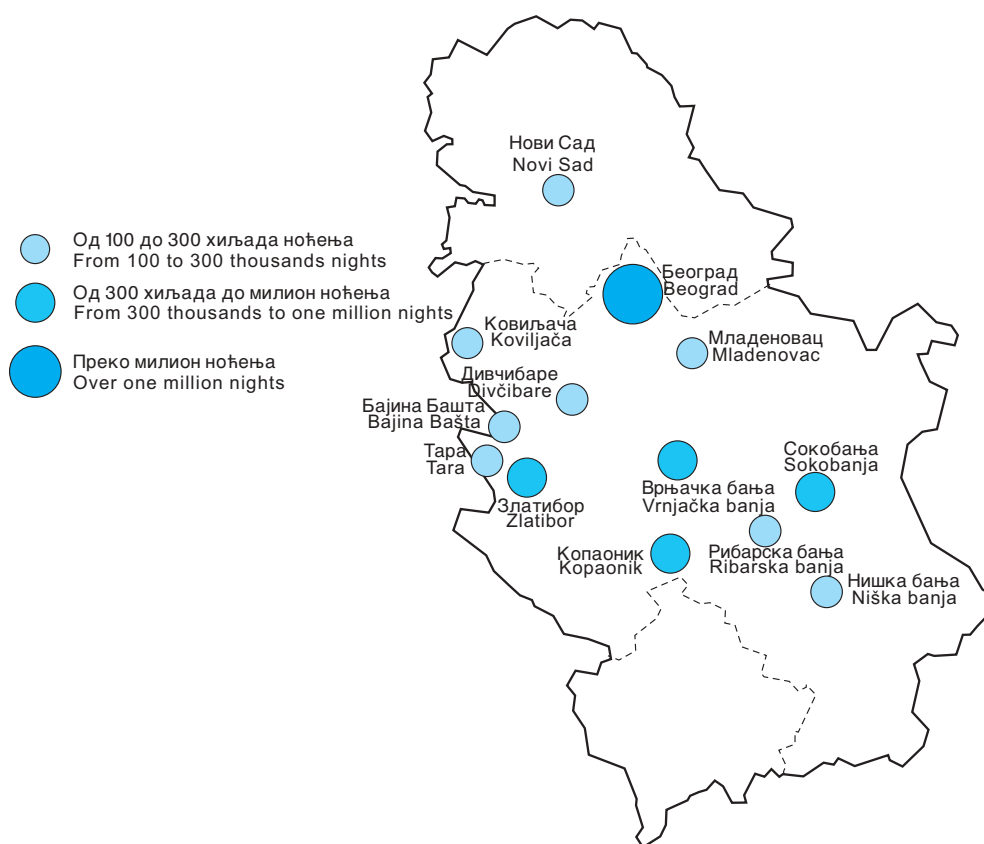 Нови Сад
Novi Sad
Од 100 до 300 хиљада ноћења
From 100 to 300 thousands nights
Од 300 хиљада до милион ноћења
From 300 thousands to one million nights
Преко милион ноћења
Over one million nights
Београд
Beograd
Ковиљача
Koviljača
Младеновац
Mladenovac
Дивчибаре
Divčibare
Бајина Башта
Bajina Bašta
Тара
Tara
Златибор
Zlatibor
Врњачка бања
Vrnjačka banja
Сокобања
Sokobanja
Копаоник
Kopaonik
Рибарска бања
Ribarska banja
Нишка бања
Niška banja